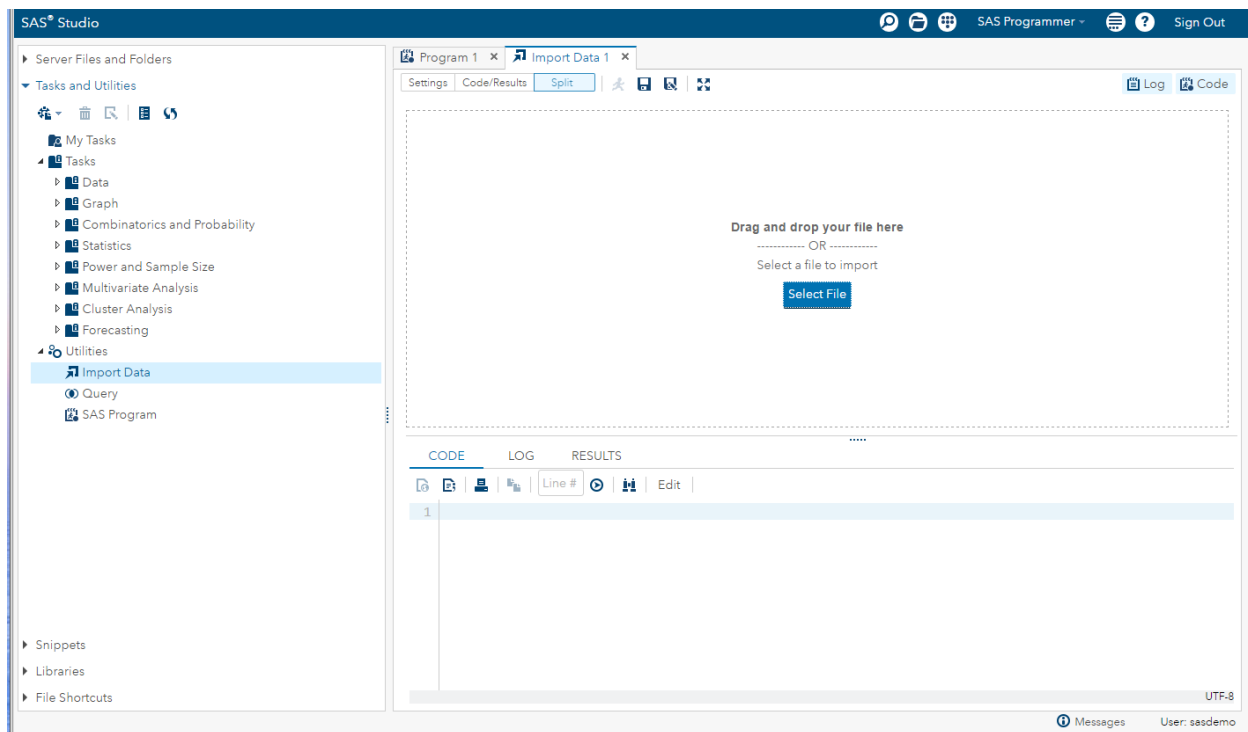 SAS® Studio
SAS Programmer
Sign Out
Server Files and Folders
Tasks and Utilities
My Tasks
Tasks
Data
Graph
Combinatorics and Probability
Statistics
Power and Sample Size
Multivariate Analysis
Cluster Analysis
Forecasting
Utilities
Import Data
Query
SAS Program
Snippets
Libraries
File Shortcuts
Program 1 × Import Data 1 ×
Settings Code/Results Split
Log Code
Drag and drop your file here
------------ OR ------------
Select a file to import
Select File
CODE LOG RESULTS
Line # Edit
1
UTF-8
Messages User: sasdemo